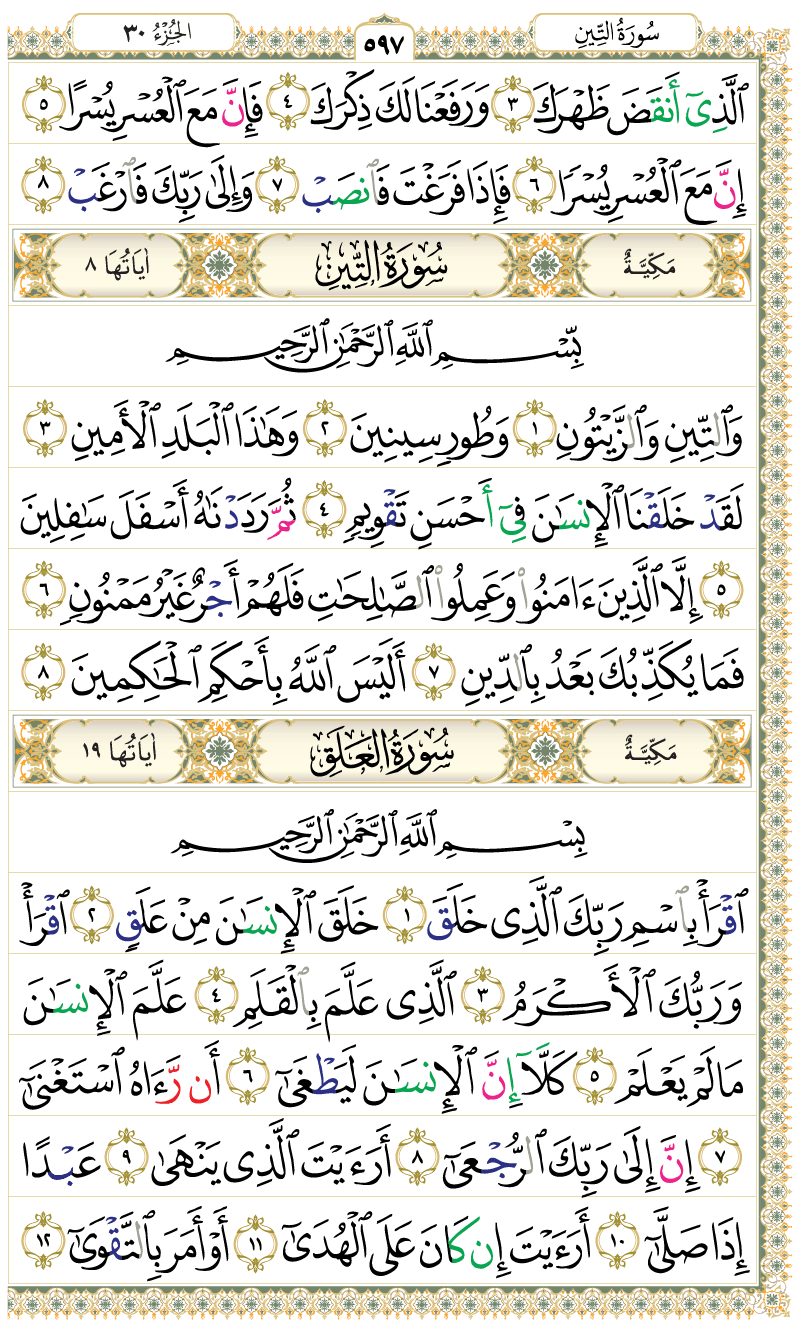 سُورَةُ التِّينِ ٥٩٧ الجُزْءُ ٣٠
ٱلَّذِىٓ أَنقَضَ ظَهْرَكَ ٣ وَرَفَعْنَا لَكَ ذِكْرَكَ ٤ فَإِنَّ مَعَ ٱلْعُسْرِ يُسْرًا ٥
إِنَّ مَعَ ٱلْعُسْرِ يُسْرًا ٦ فَإِذَا فَرَغْتَ فَٱنصَبْ ٧ وَإِلَىٰ رَبِّكَ فَٱرْغَب ٨
مَكِّيَّةٌ سُورَةُ التِّينِ اٰيَاتُهَا ٨
بِّسْمِ ٱللَّهِ ٱلرَّحْمَٰنِ ٱلرَّحِيمِ
وَٱلتِّينِ وَٱلزَّيْتُونِ ١ وَطُورِ سِينِينَ ٢ وَهَٰذَا ٱلْبَلَدِ ٱلْأَمِينِ ٣
لَقَدْ خَلَقْنَا ٱلْإِنسَٰنَ فِىٓ أَحْسَنِ تَقْوِيمٍ ٤ ثُمَّ رَدَدْنَٰهُ أَسْفَلَ سَٰفِلِينَ
٥ إِلَّا ٱلَّذِينَ ءَامَنُوا۟ وَعَمِلُوا۟ ٱلصَّٰلِحَٰتِ فَلَهُمْ أَجْرٌ غَيْرُ مَمْنُونٍ ٦
فَمَا يُكَذِّبُكَ بَعْدُ بِٱلدِّينِ ٧ أَلَيْسَ ٱللَّهُ بِأَحْكَمِ ٱلْحَٰكِمِينَ ٨
مَكِّيَّةٌ سُورَةُ العَلَقِ اٰيَاتُهَا ١٩
بِسْمِ ٱللَّهِ ٱلرَّحْمَٰنِ ٱلرَّحِيمِ
ٱقْرَأْ بِٱسْمِ رَبِّكَ ٱلَّذِى خَلَقَ ١ خَلَقَ ٱلْإِنسَٰنَ مِنْ عَلَقٍ ٢ ٱقْرَأْ
وَرَبُّكَ ٱلْأَكْرَمُ ٣ ٱلَّذِى عَلَّمَ بِٱلْقَلَمِ ٤ عَلَّمَ ٱلْإِنسَٰنَ
مَا لَمْ يَعْلَمْ ٥ كَلَّآ إِنَّ ٱلْإِنسَٰنَ لَيَطْغَىٰٓ ٦ أَن رَّءَاهُ ٱسْتَغْنَىٰٓ
٧ إِنَّ إِلَىٰ رَبِّكَ ٱلرُّجْعَىٰٓ ٨ أَرَءَيْتَ ٱلَّذِى يَنْهَىٰ ٩ عَبْدًا
إِذَا صَلَّىٰٓ ١٠ أَرَءَيْتَ إِن كَانَ عَلَى ٱلْهُدَىٰٓ ١١ أَوْ أَمَرَ بِٱلتَّقْوَىٰٓ ١٢